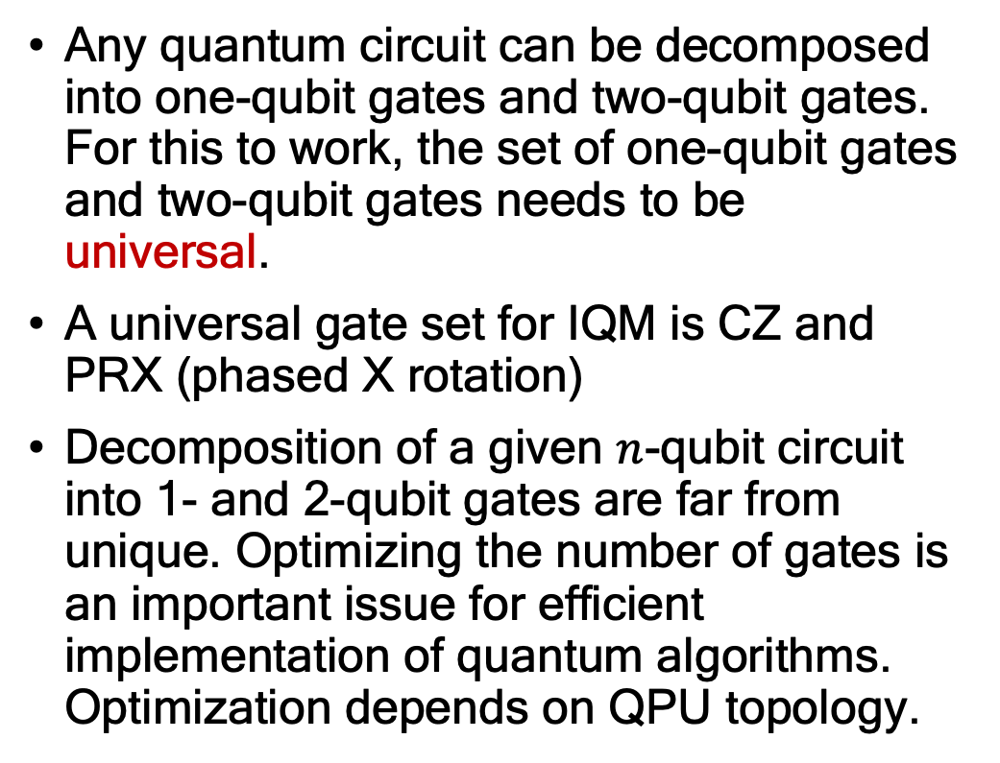 • Any quantum circuit can be decomposed
into one-qubit gates and two-qubit gates.
For this to work, the set of one-qubit gates
and two-qubit gates needs to be
universal.
• A universal gate set for IQM is CZ and
PRX (phased X rotation)
• Decomposition of a given 𝑛-qubit circuit
into 1- and 2-qubit gates are far from
unique. Optimizing the number of gates is
an important issue for efficient
implementation of quantum algorithms.
Optimization depends on QPU topology.